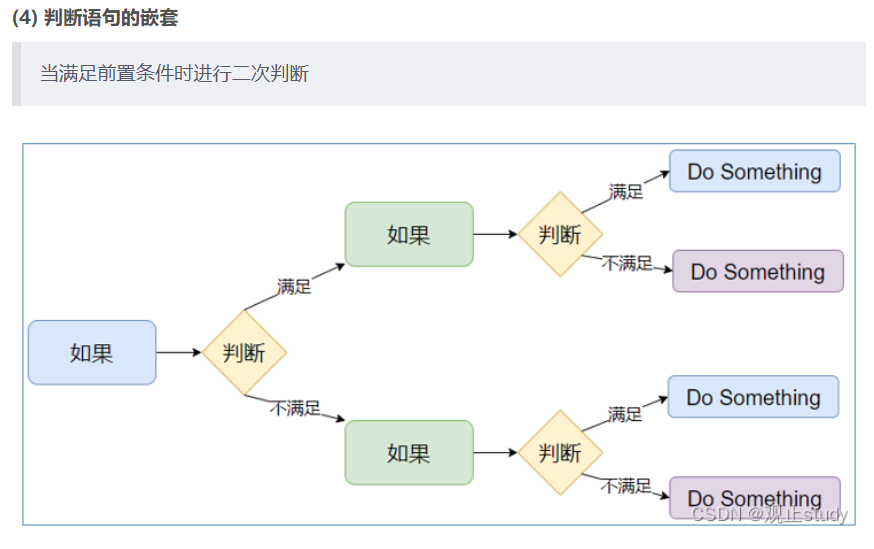 (4) 判断语句的嵌套
当满足前置条件时进行二次判断
Do Something
满足
如果
判断
不满足
Do Something
满足
如果
判断
不满足
Do Something
满足
如果
判断
不满足
Do Something
CSDN @观止study